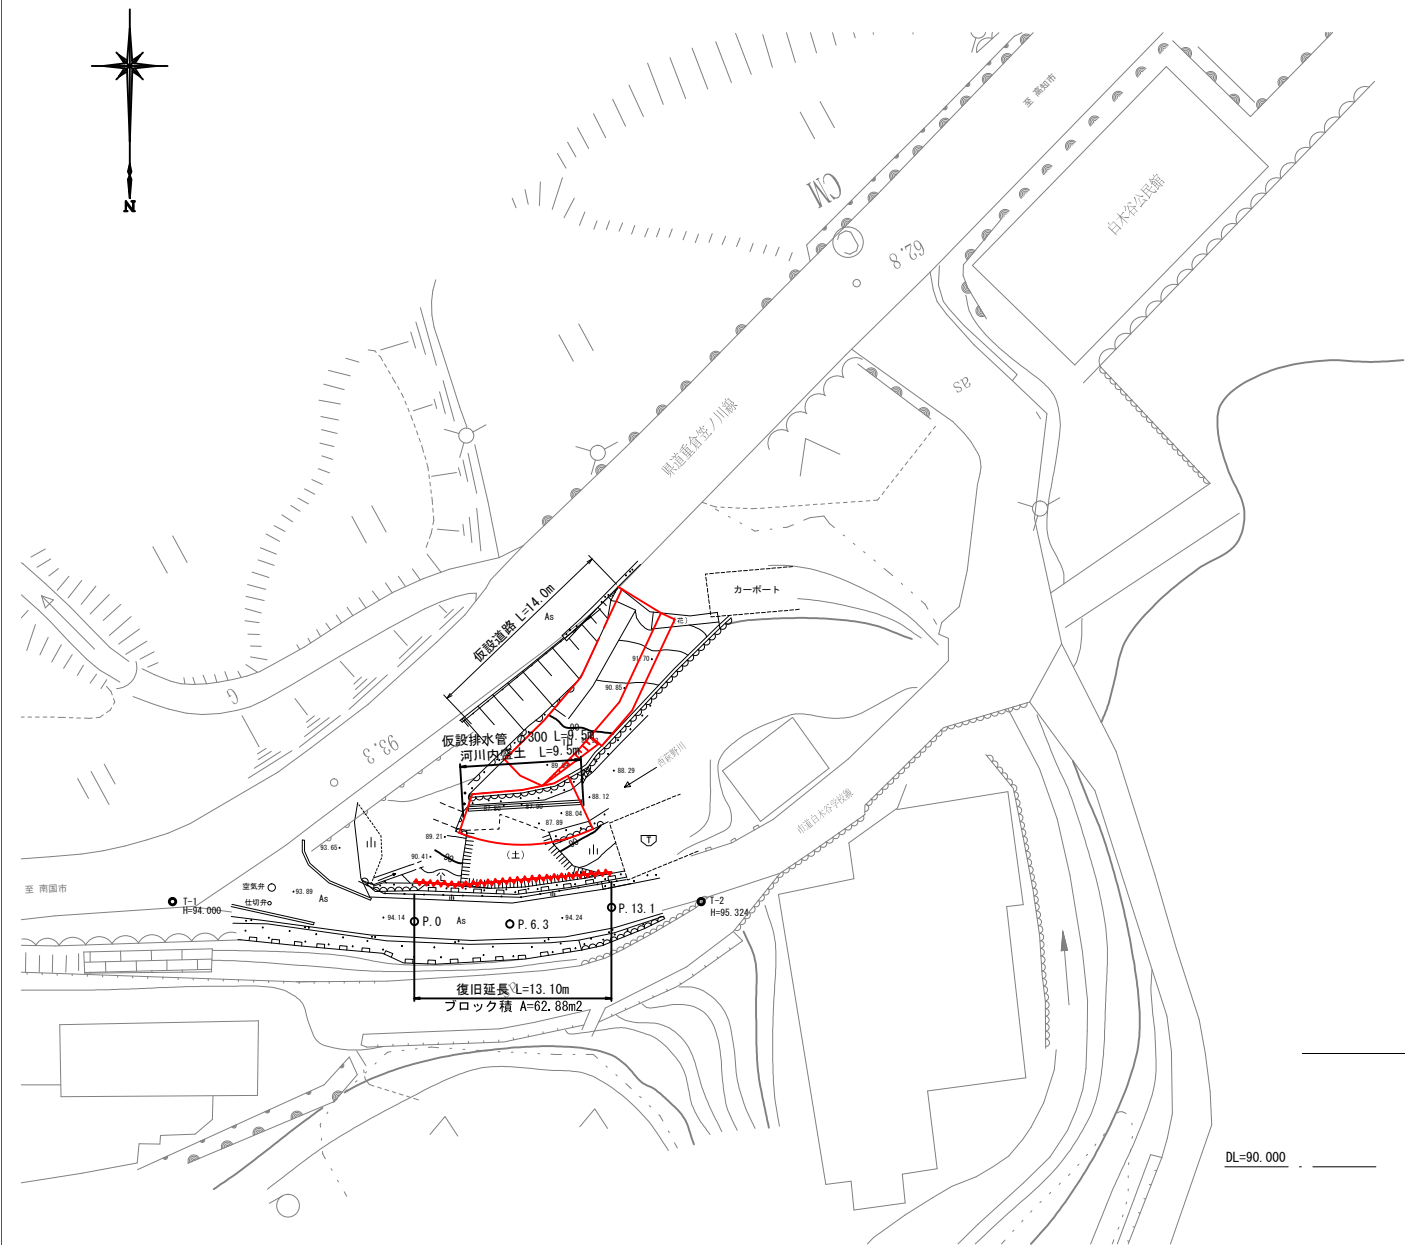 N
至 高知市
CM
白木谷公民館
62.8
as
県道重倉笠ノ川線
仮設道路 L=14.0m
As
カーポート
花
91.70
90.85
G
93.3
仮設排水管 φ300 L=9.5m
河川内盛土 L=9.5m
西萩野川
88.29
88.12
88.04
87.89
89.21
90.41
(土)
93.65
市道白木谷学校線
至 南国市
空気弁
仕切弁
93.89
As
T-1
H=94.000
94.14
P.0
As
P.6.3
94.24
P.13.1
T-2
H=95.324
復旧延長 L=13.10m
ブロック積 A=62.88m2
DL=90.000